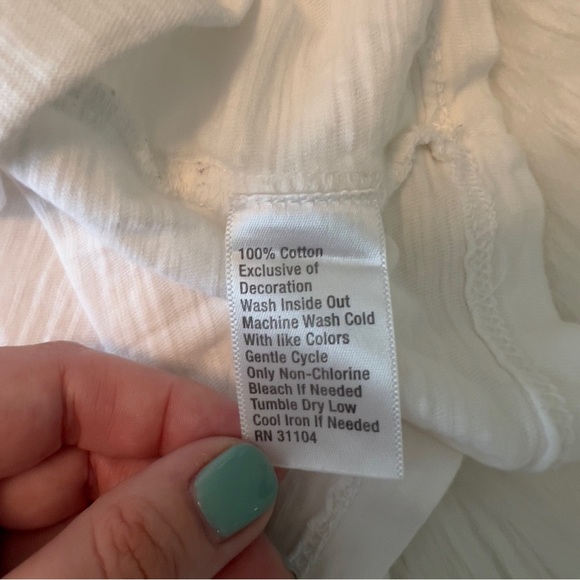 100% Cotton
Exclusive of
Decoration
Wash Inside Out
Machine Wash Cold
With like Colors
Gentle Cycle
Only Non-Chlorine
Bleach If Needed
Tumble Dry Low
Cool Iron If Needed
RN 31104